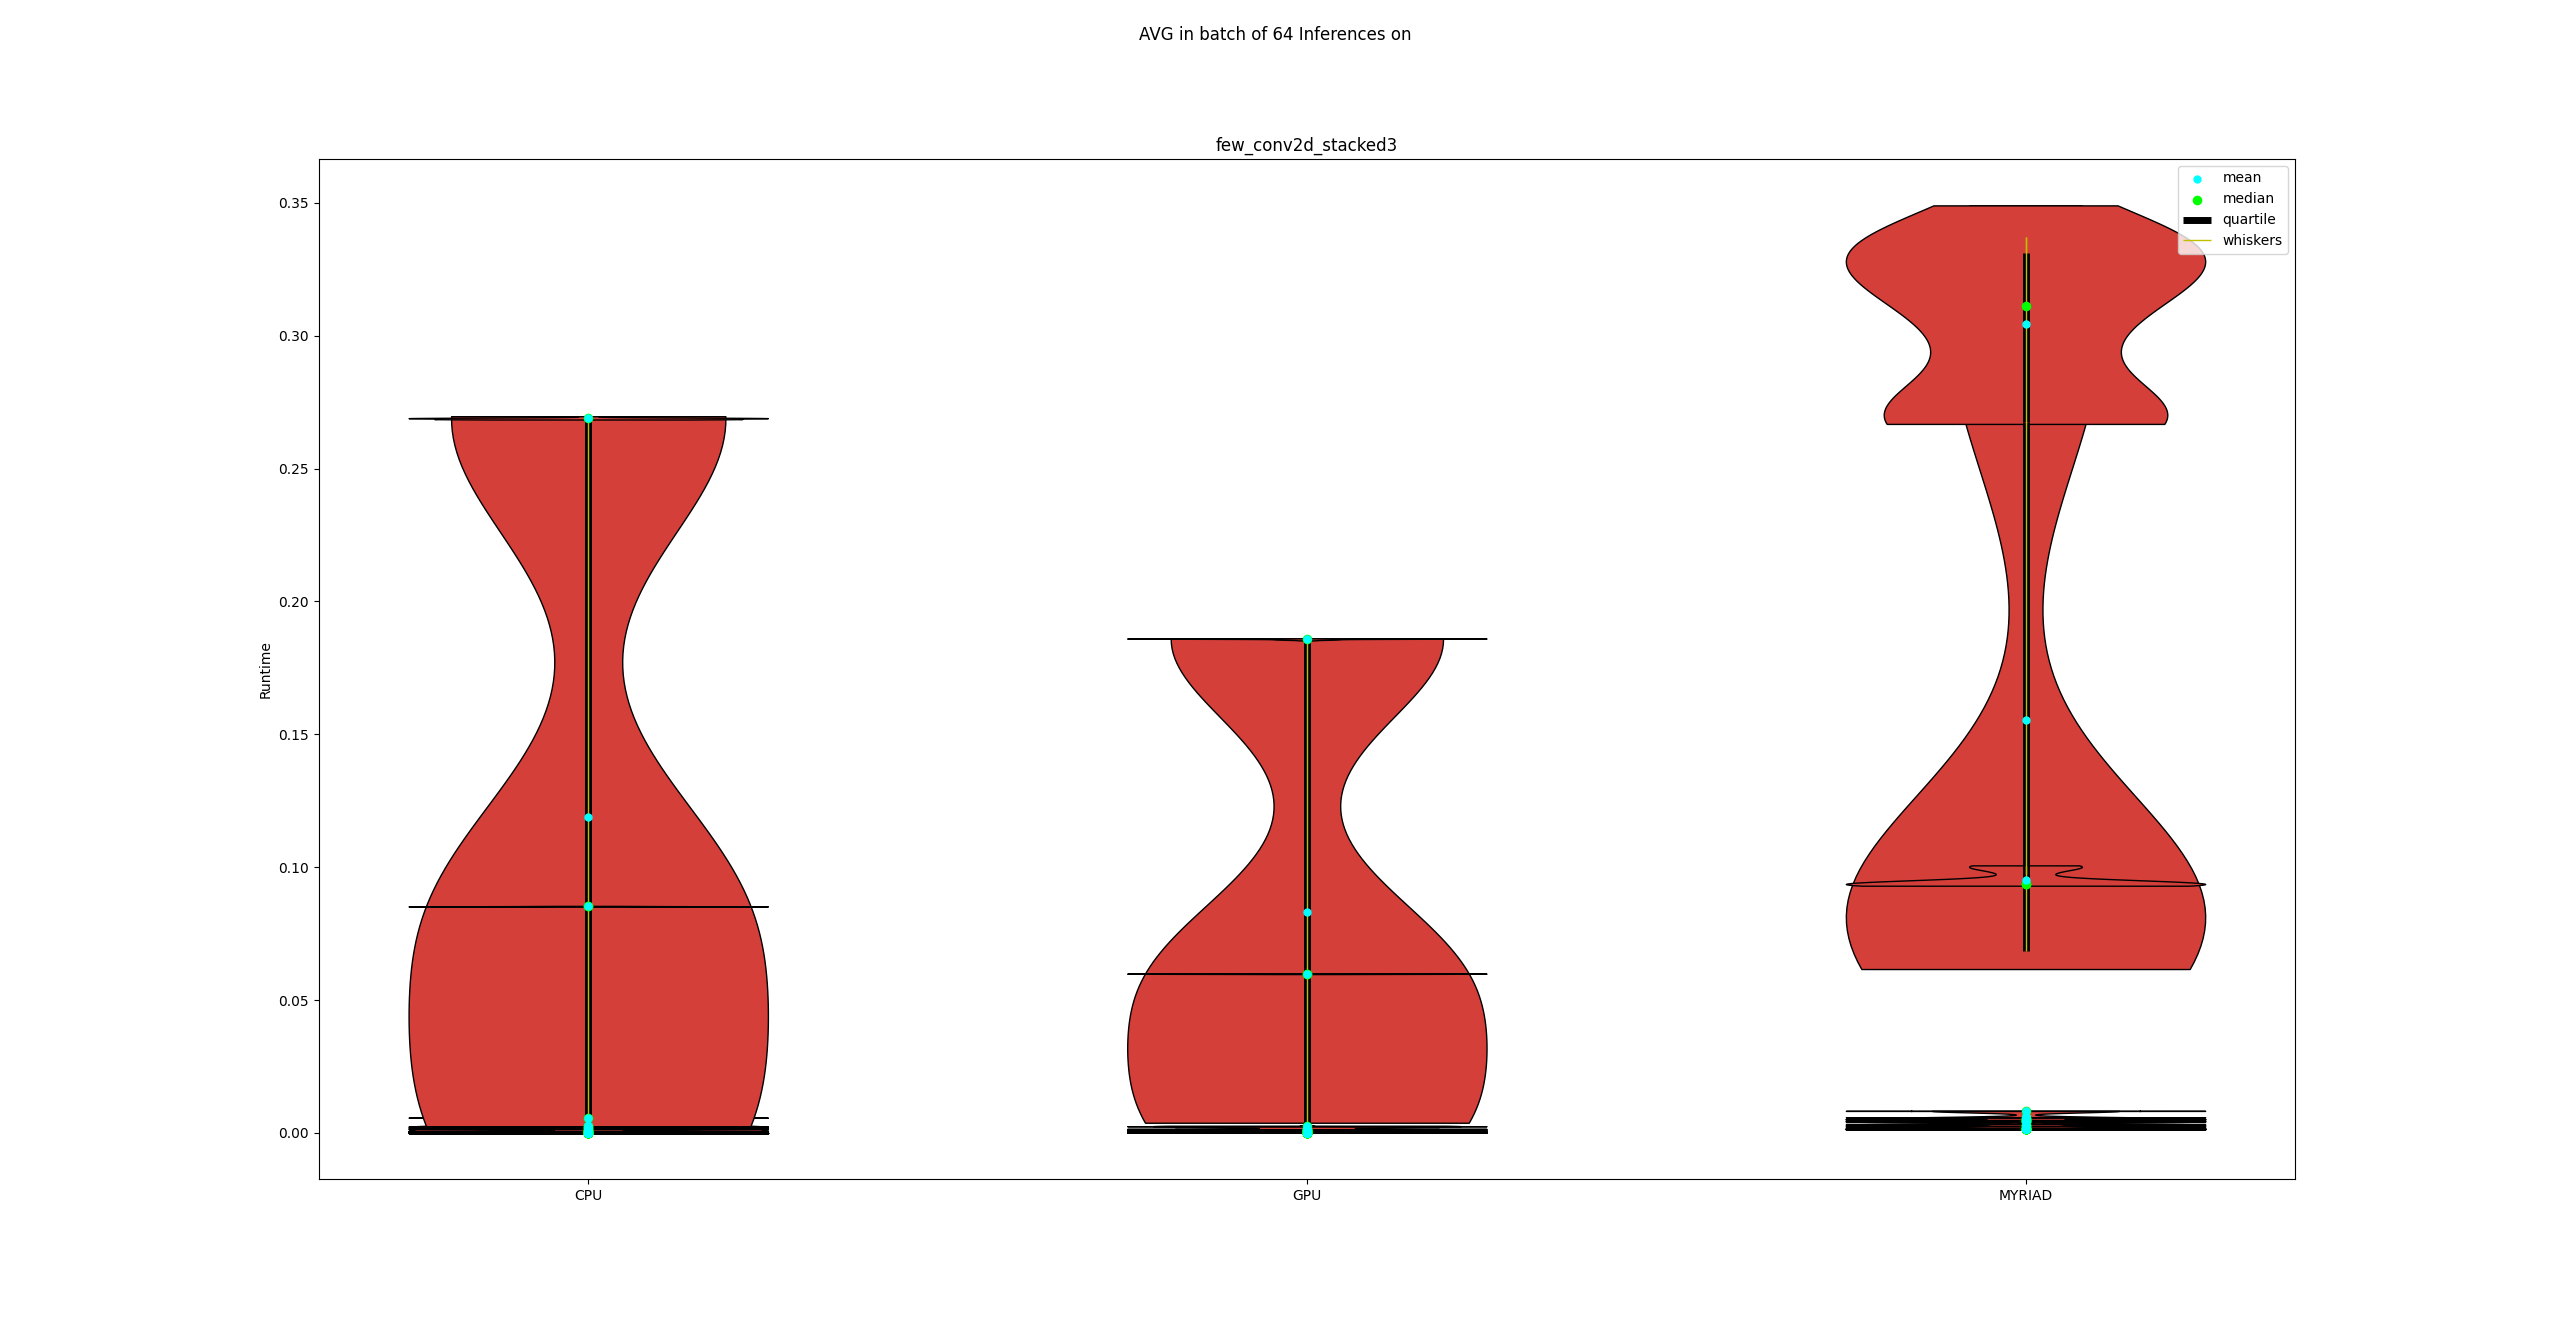 AVG in batch of 64 Inferences on
few_conv2d_stacked3
mean
median
quartile
whiskers
0.35
0.30
0.25
0.20
0.15
0.10
0.05
0.00
Runtime
CPU
GPU
MYRIAD